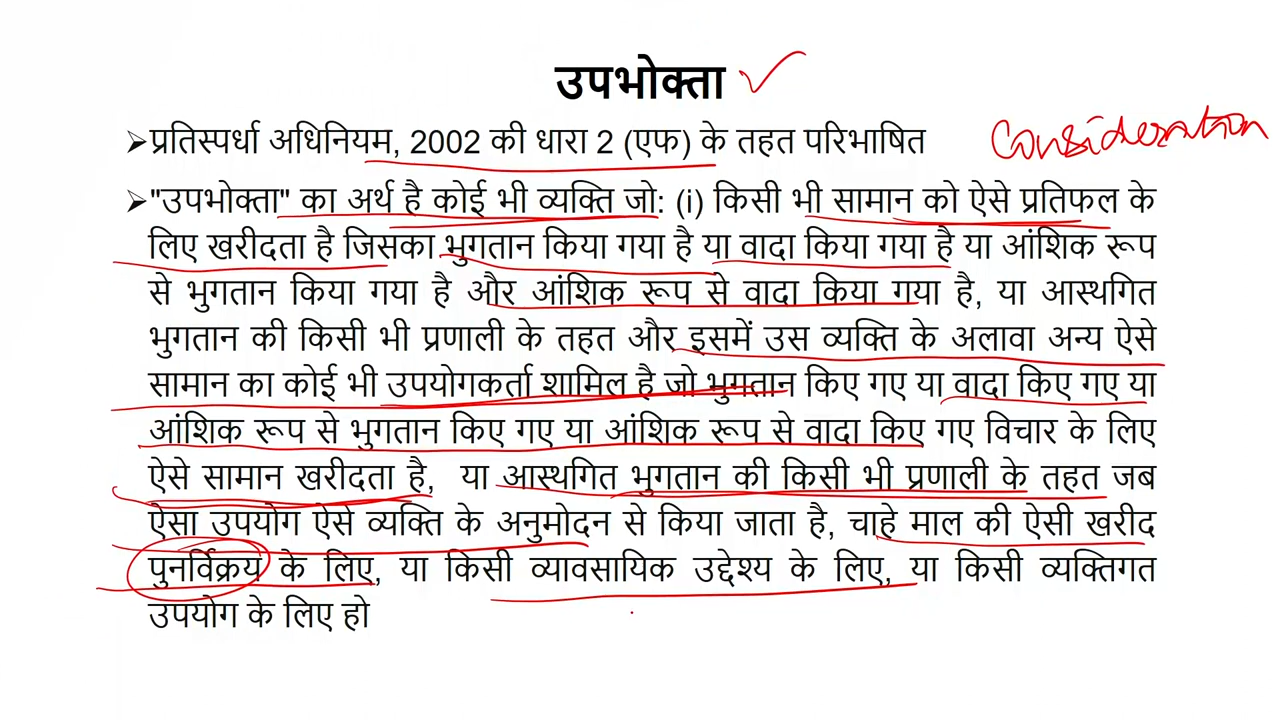 उपभोक्ता
➢प्रतिस्पर्धा अधिनियम, 2002 की धारा 2 (एफ) के तहत परिभाषित
Consideration
➢"उपभोक्ता" का अर्थ है कोई भी व्यक्ति जो: (i) किसी भी सामान को ऐसे प्रतिफल के
लिए खरीदता है जिसका भुगतान किया गया है या वादा किया गया है या आंशिक रूप
से भुगतान किया गया है और आंशिक रूप से वादा किया गया है, या आस्थगित
भुगतान की किसी भी प्रणाली के तहत और इसमें उस व्यक्ति के अलावा अन्य ऐसे
सामान का कोई भी उपयोगकर्ता शामिल है जो भुगतान किए गए या वादा किए गए या
आंशिक रूप से भुगतान किए गए या आंशिक रूप से वादा किए गए विचार के लिए
ऐसे सामान खरीदता है, या आस्थगित भुगतान की किसी भी प्रणाली के तहत जब
ऐसा उपयोग ऐसे व्यक्ति के अनुमोदन से किया जाता है, चाहे माल की ऐसी खरीद
पुनर्विक्रय के लिए, या किसी व्यावसायिक उद्देश्य के लिए, या किसी व्यक्तिगत
उपयोग के लिए हो